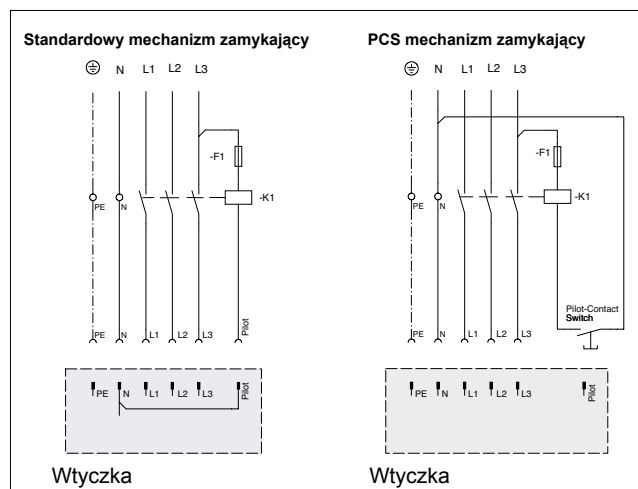 Standardowy mechanizm zamykający
N L1 L2 L3
-F1
-K1
PE N
PE N L1 L2 L3 Pilot
PE N L1 L2 L3 Pilot
Wtyczka
PCS mechanizm zamykający
N L1 L2 L3
-F1
-K1
PE N
Pilot-Contact
Switch
PE N L1 L2 L3
PE N L1 L2 L3 Pilot
Wtyczka